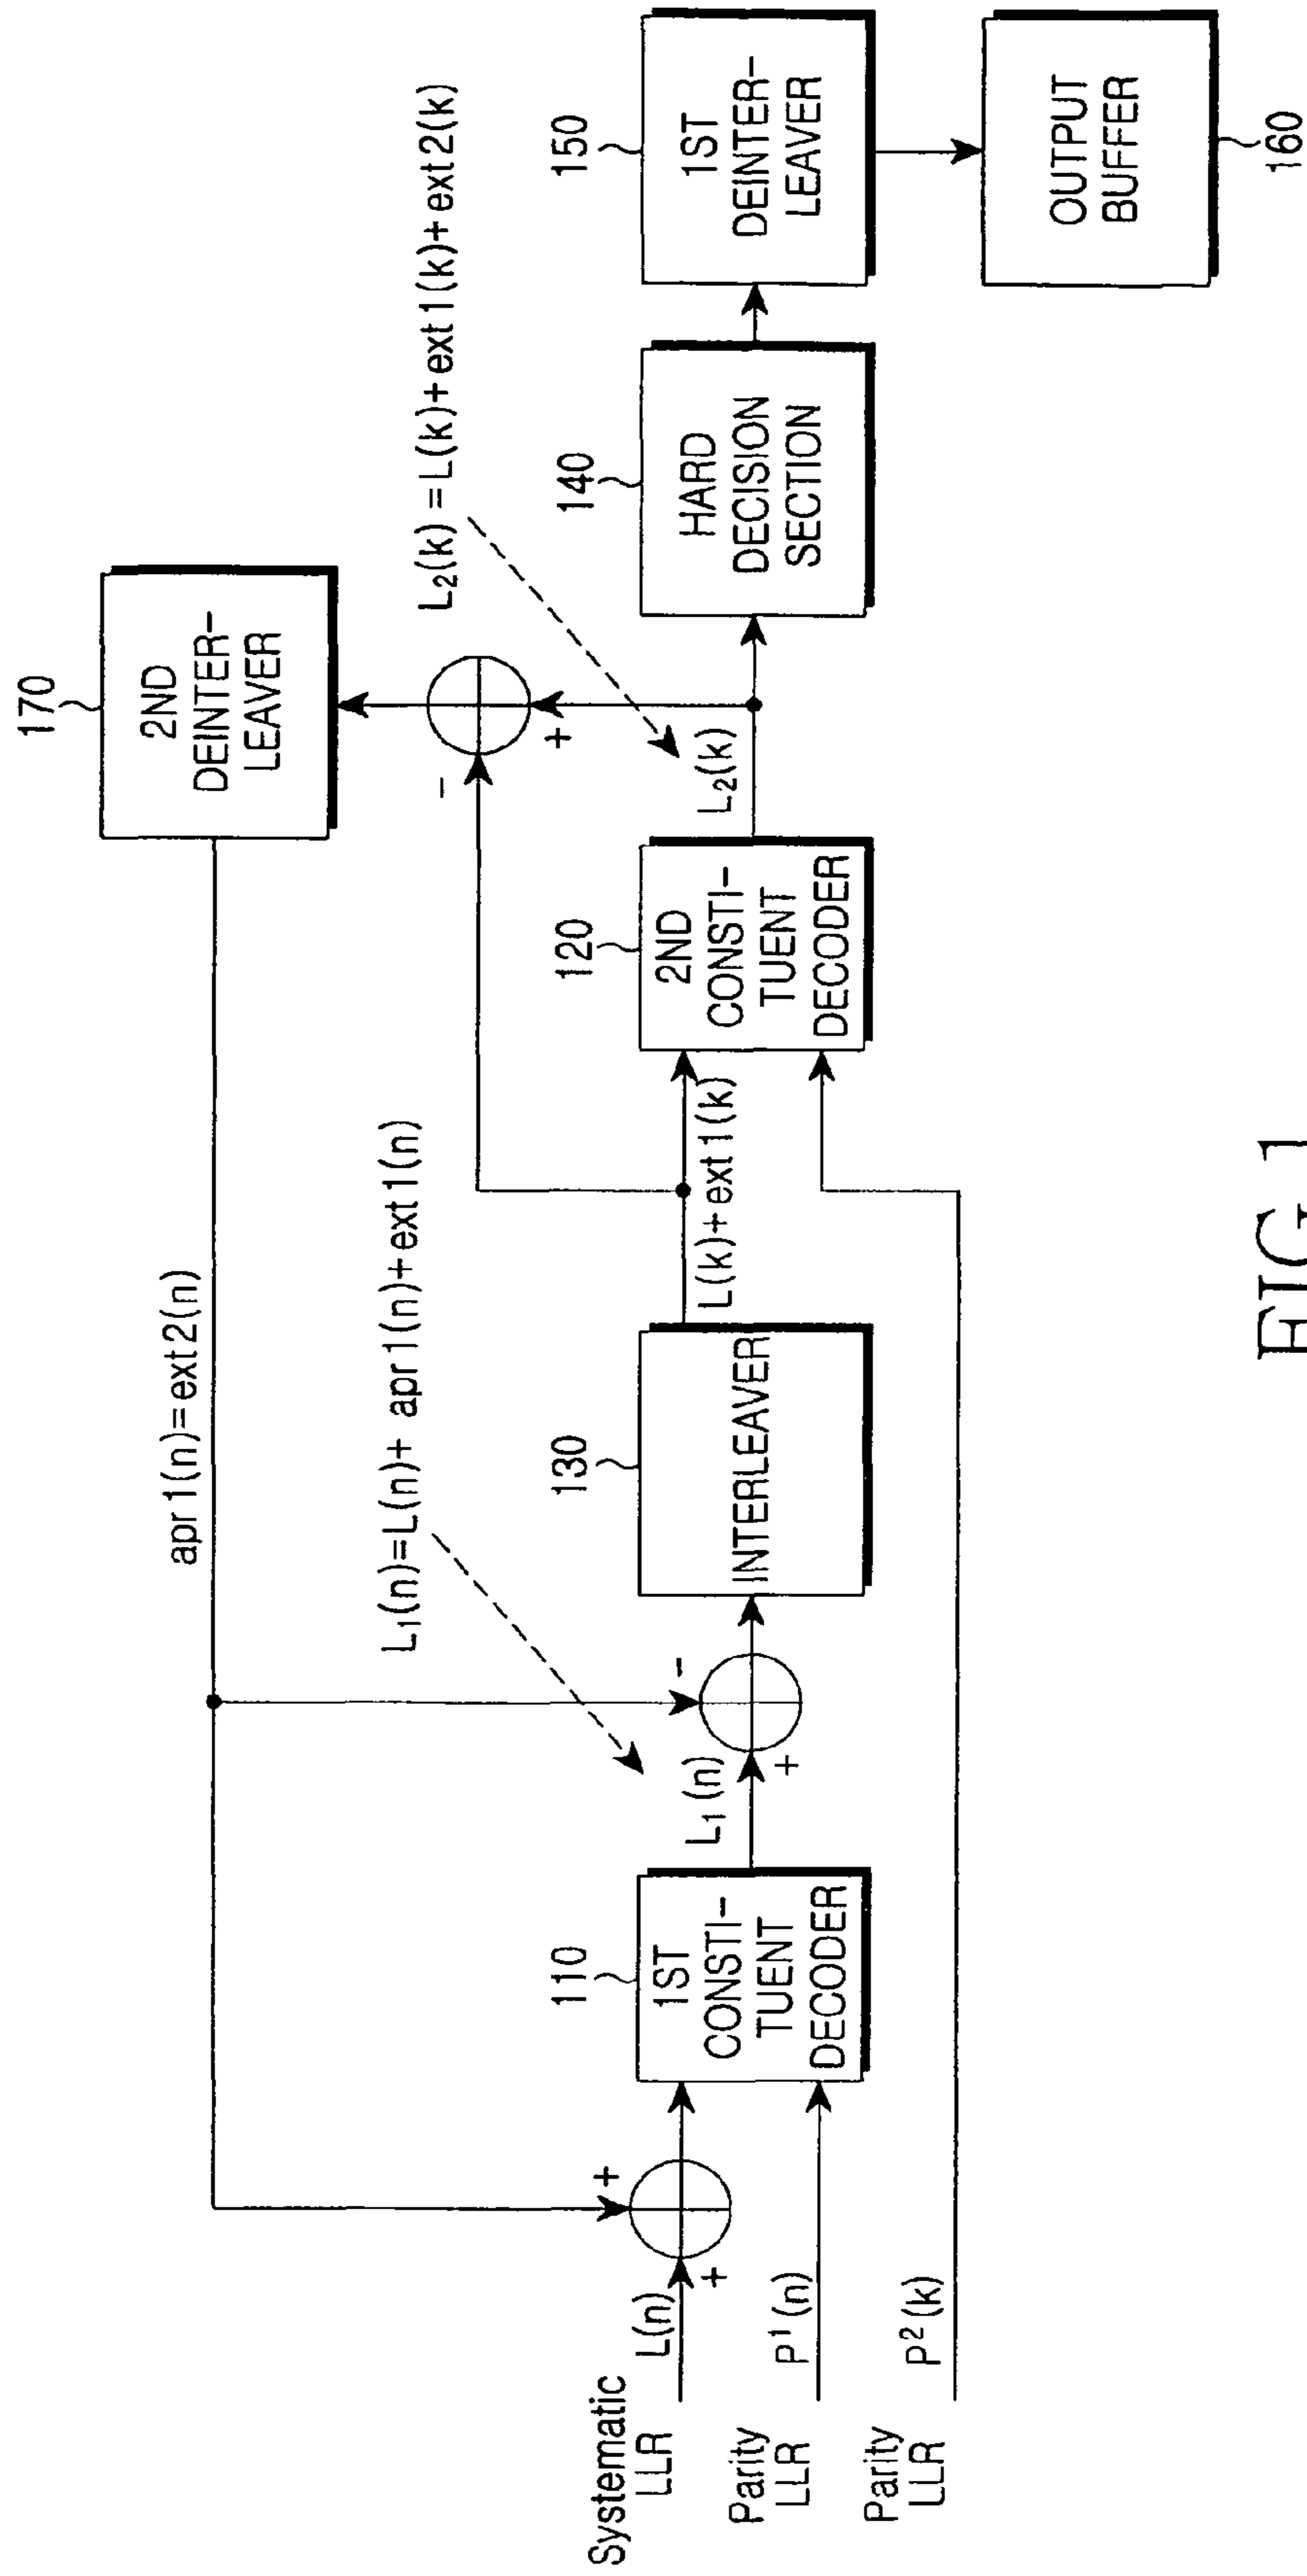 170
2ND
DEINTER-
LEAVER
apr1(n)=ext2(n)
L₁(n)=L(n)+ apr1(n)+ext1(n)
L₂(k) =L(k)+ext1(k)+ext2(k)
-
+
Systematic
LLR
L(n)
+
+
Parity
LLR
P¹(n)
Parity
LLR
P²(k)
110
1ST
CONSTI-
TUENT
DECODER
L₁(n)
-
+
130
INTERLEAVER
L(k)+ext1(k)
120
2ND
CONSTI-
TUENT
DECODER
L₂(k)
140
HARD
DECISION
SECTION
150
1ST
DEINTER-
LEAVER
OUTPUT
BUFFER
160
FIG.1